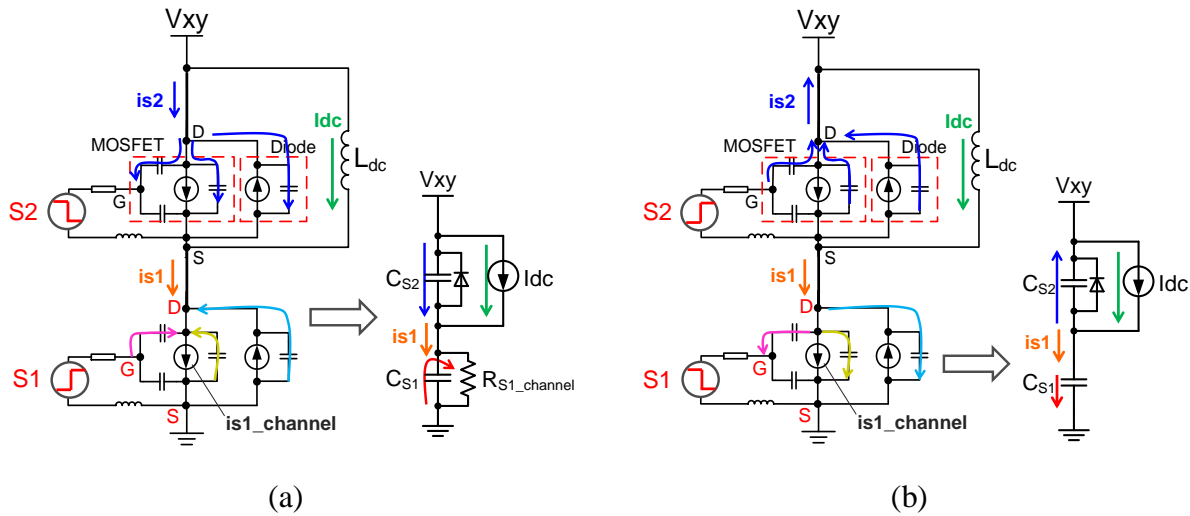 Vxy
is2
D
Idc
MOSFET
Diode
Ldc
G
S2
S
is1
D
G
S1
S
is1_channel
Vxy
CS2
Idc
is1
CS1
RS1_channel
(a)
Vxy
is2
D
Idc
MOSFET
Diode
Ldc
G
S2
S
is1
D
G
S1
S
is1_channel
Vxy
CS2
Idc
is1
CS1
(b)